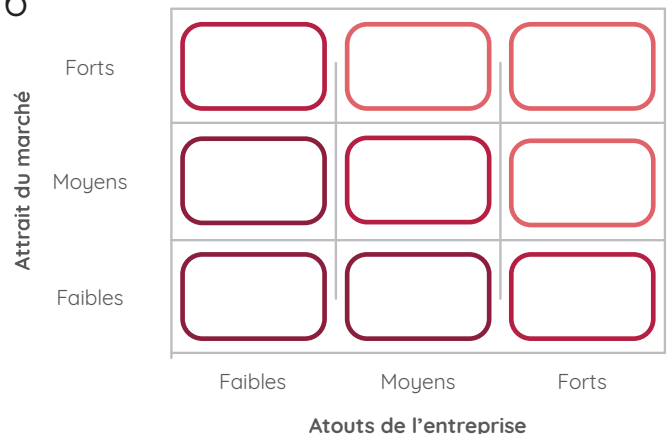 Forts
Attrait du marché
Moyens
Faibles
Faibles Moyens Forts
Atouts de l’entreprise